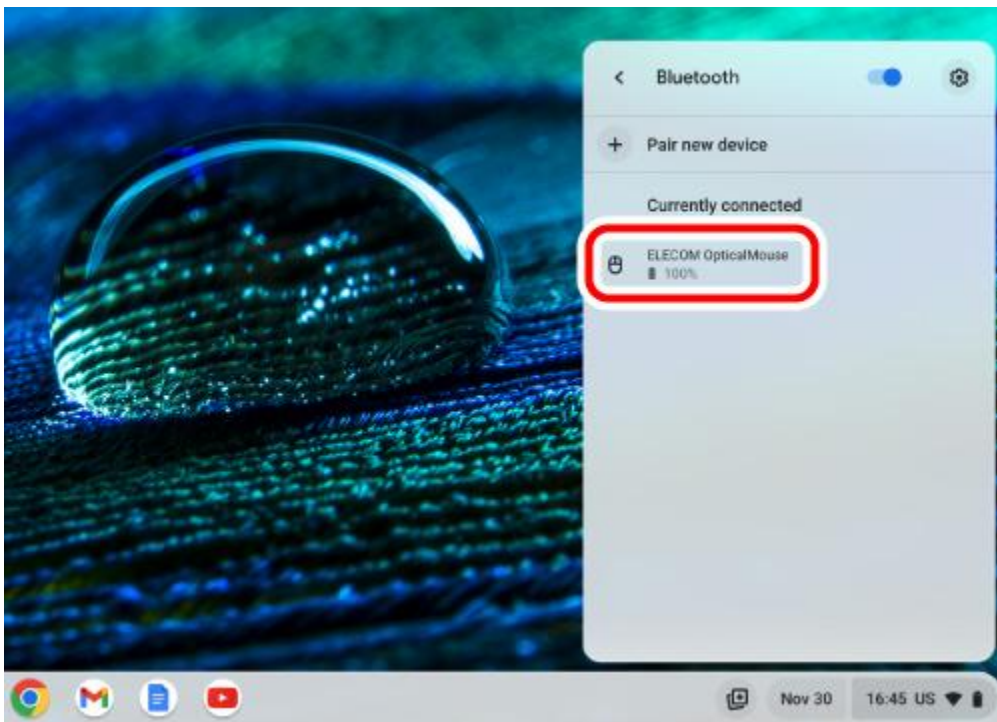 Bluetooth
Pair new device
Currently connected
ELECOM OpticalMouse
100%
Nov 30
16:45 US